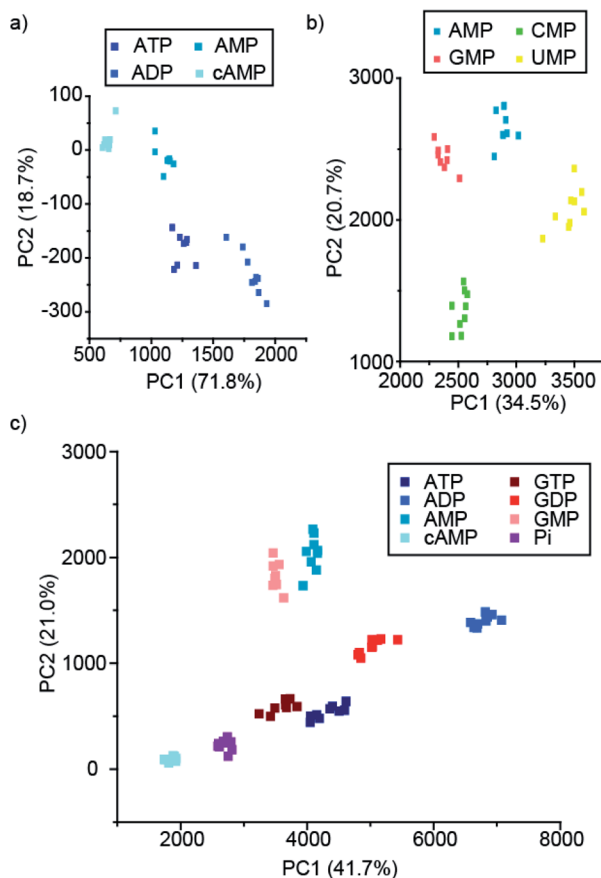 a)
ATP AMP
ADP cAMP
100
0
-100
-200
-300
PC2 (18.7%)
500 1000 1500 2000
PC1 (71.8%)
b)
AMP CMP
GMP UMP
3000
2000
1000
PC2 (20.7%)
2000 2500 3000 3500
PC1 (34.5%)
c)
ATP GTP
ADP GDP
AMP GMP
cAMP Pi
3000
2000
1000
0
PC2 (21.0%)
2000 4000 6000 8000
PC1 (41.7%)